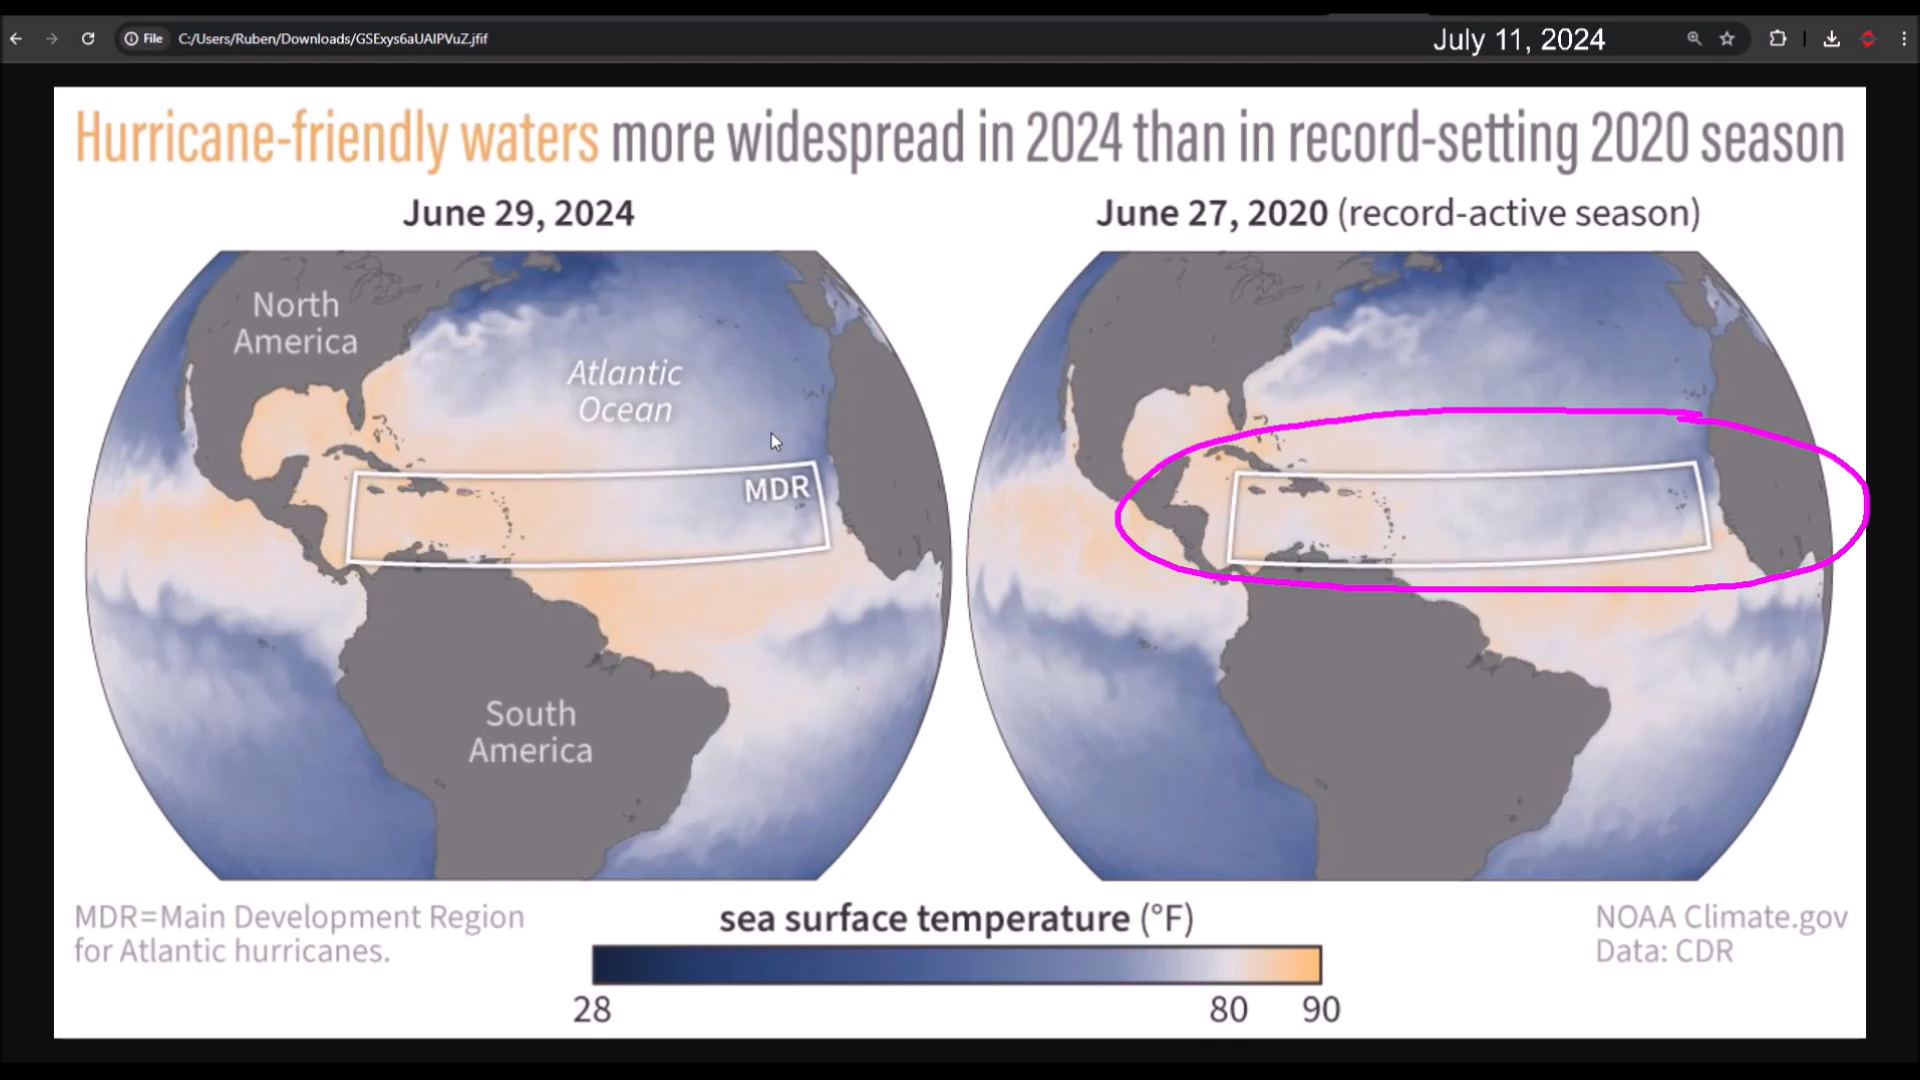 File C:/Users/Ruben/Downloads/GSExys6aUAIPVuZ.jfif July 11, 2024
Hurricane-friendly waters more widespread in 2024 than in record-setting 2020 season
June 29, 2024
June 27, 2020 (record-active season)
North
America
Atlantic
Ocean
MDR
South
America
MDR=Main Development Region
for Atlantic hurricanes.
sea surface temperature (°F)
28 80 90
NOAA Climate.gov
Data: CDR